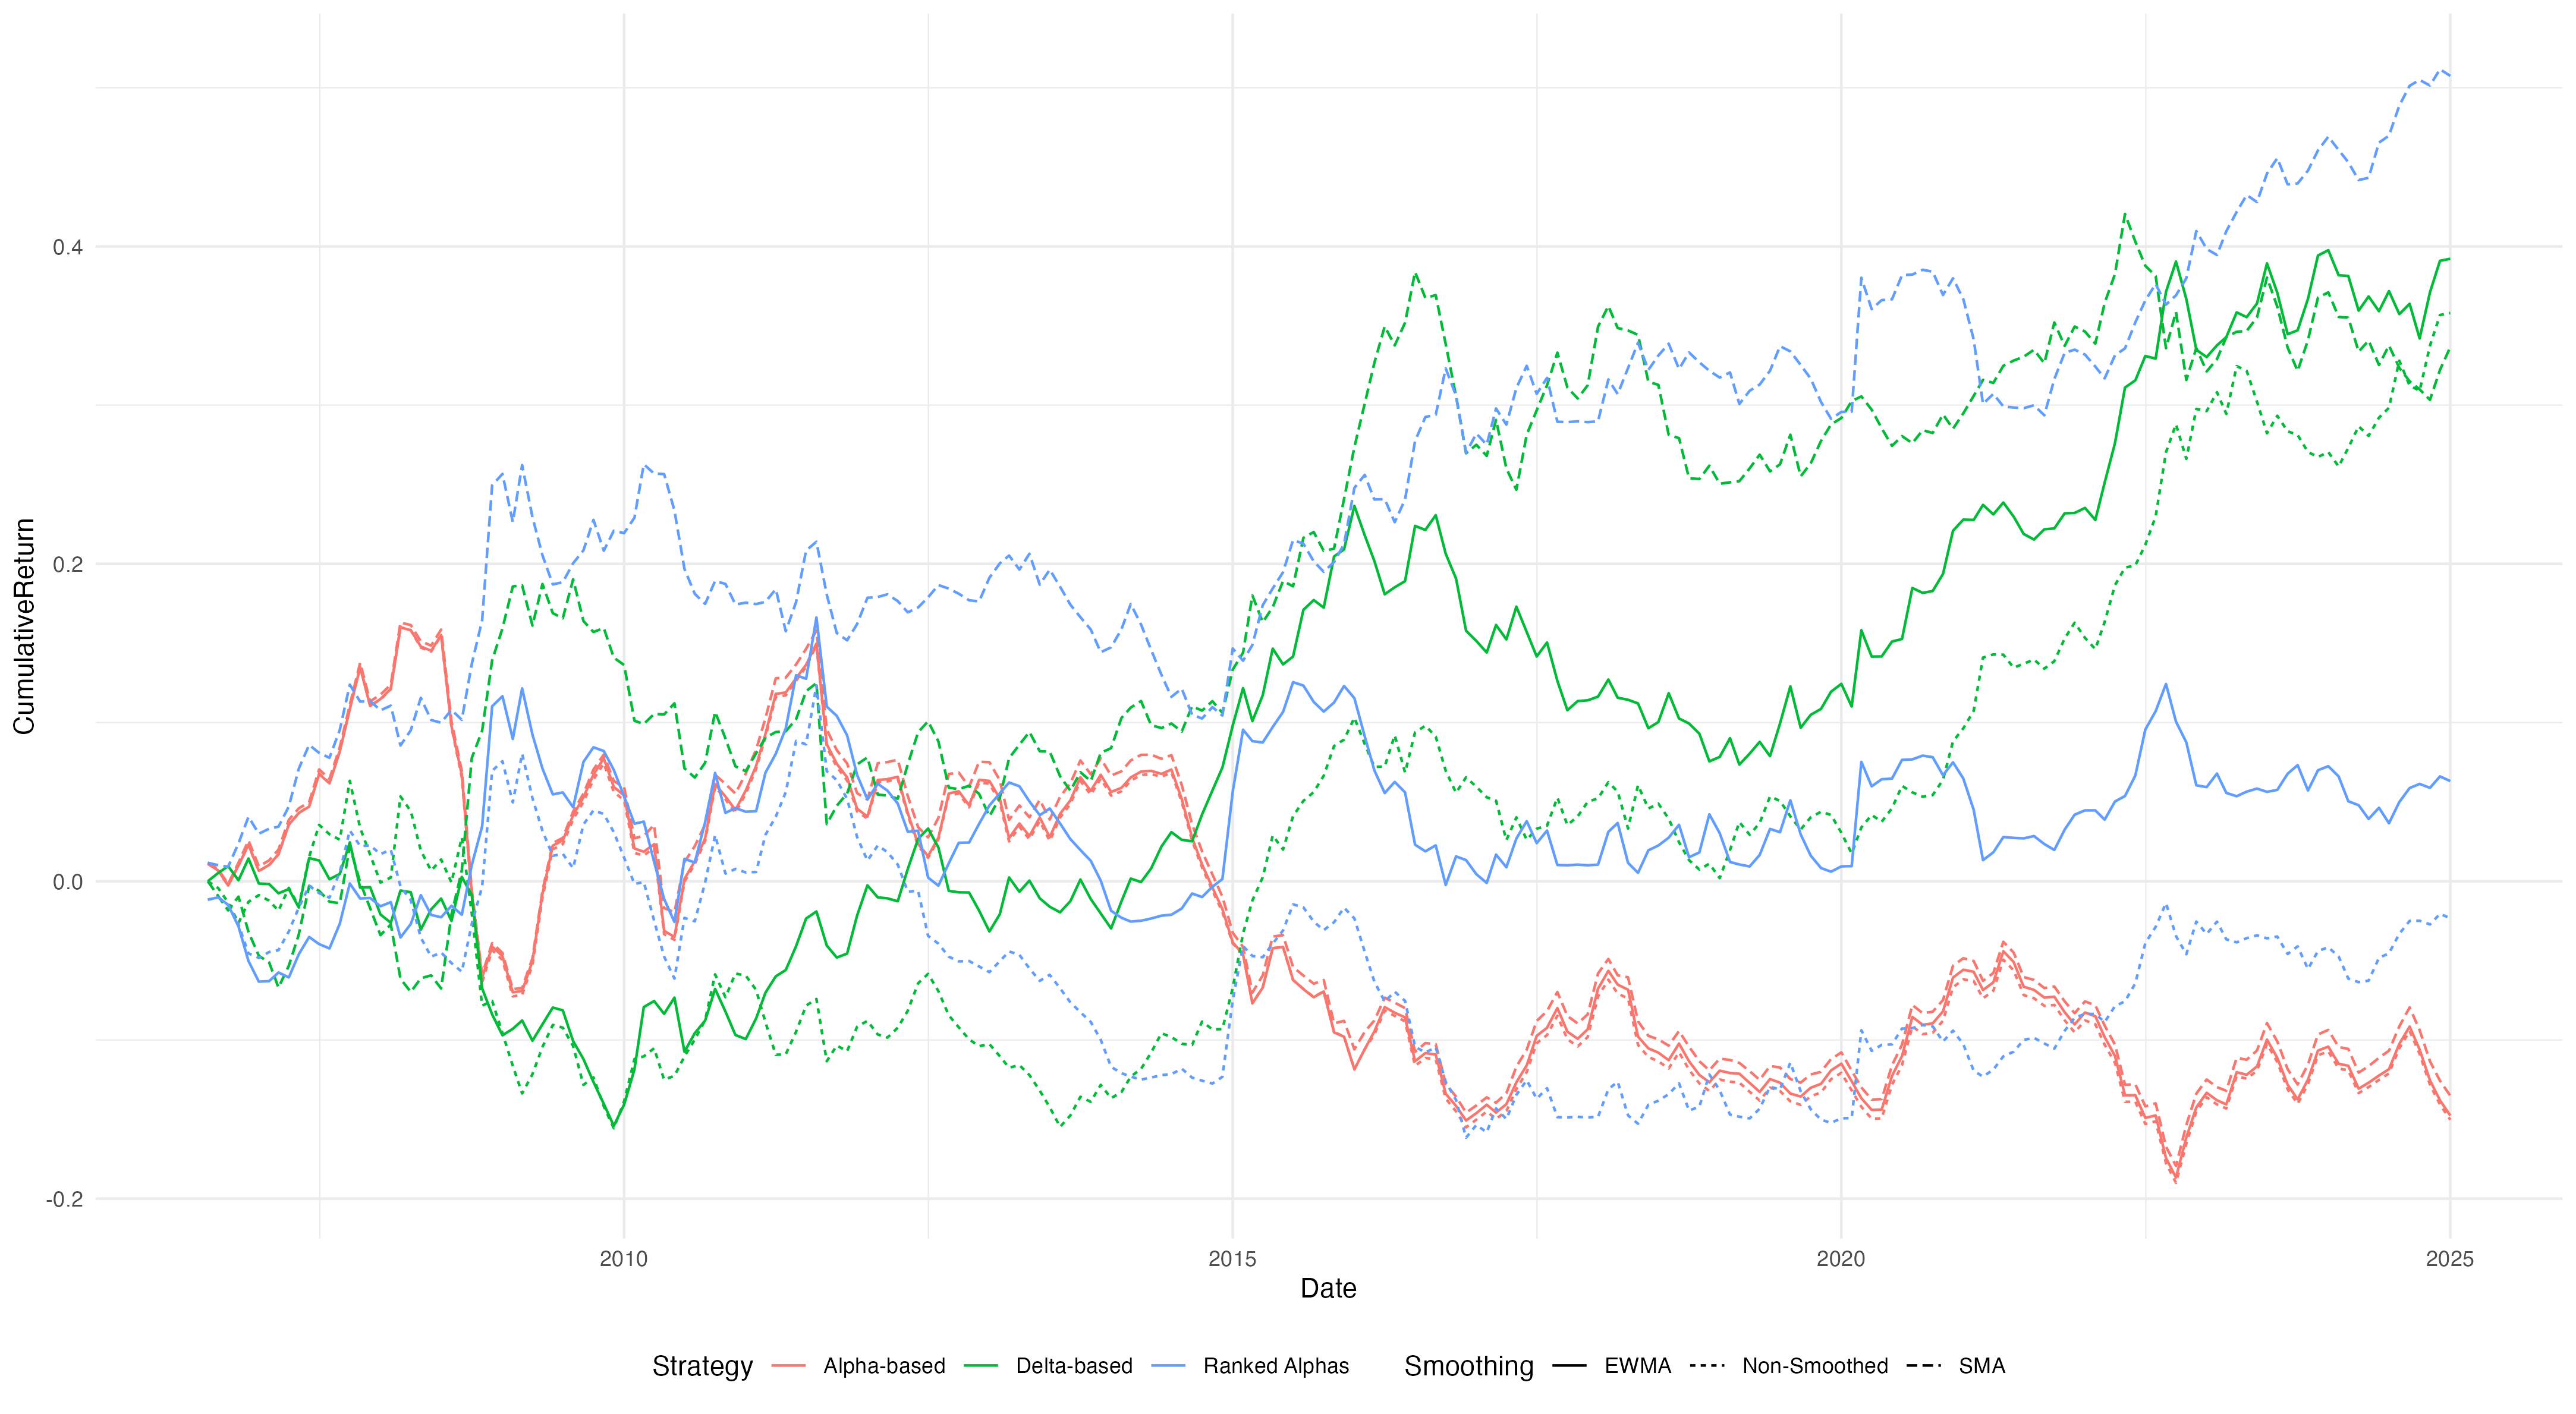 CumulativeReturn
0.4
0.2
0.0
-0.2
2010 2015 2020 2025
Date
Strategy Alpha-based Delta-based Ranked Alphas Smoothing EWMA Non-Smoothed SMA